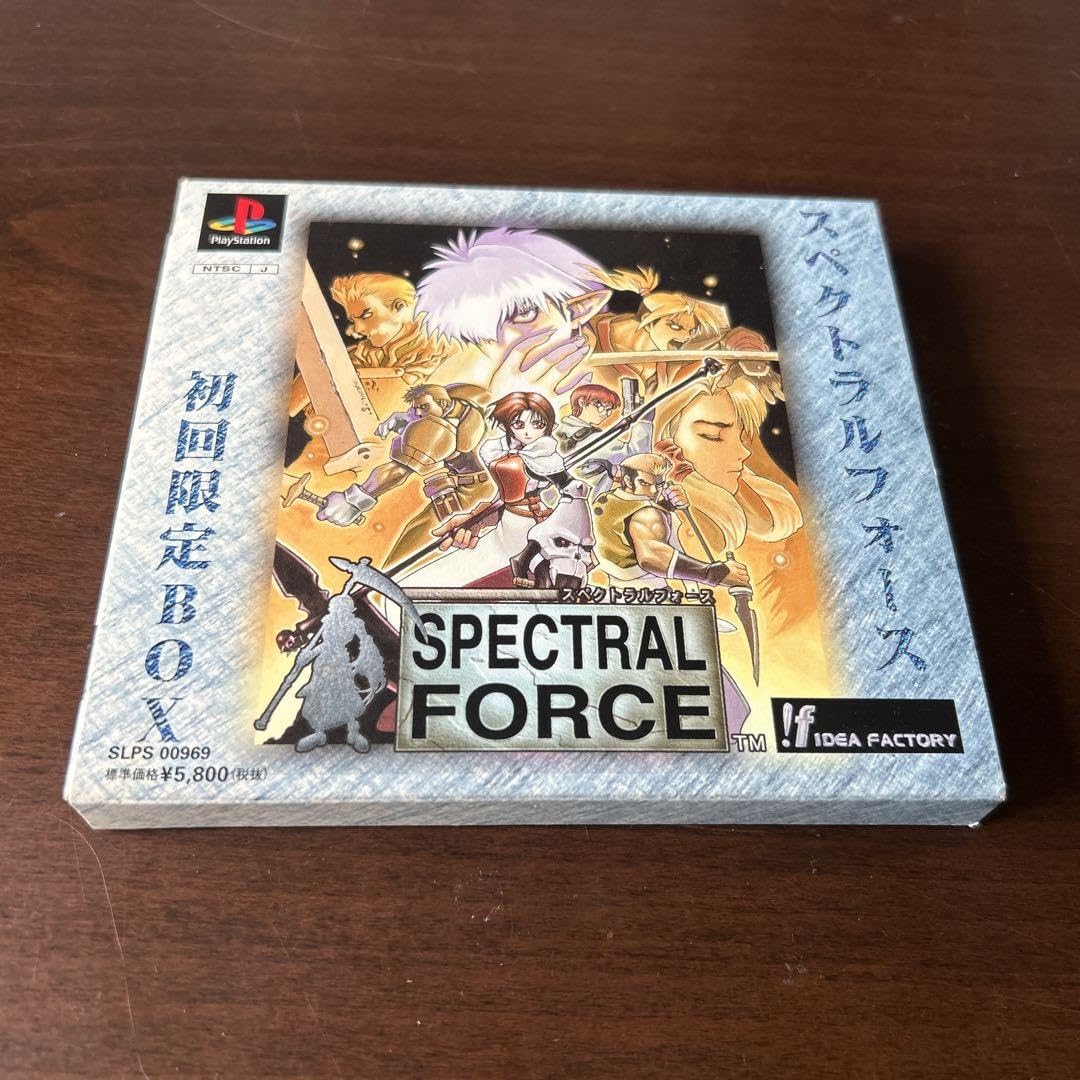 PlayStation
NTSC J
スペクトラルフォース
初回限定BOX
スペクトラルフォース
SPECTRAL
FORCE
TM
!f IDEA FACTORY
SLPS 00969
標準価格¥5,800(税抜)